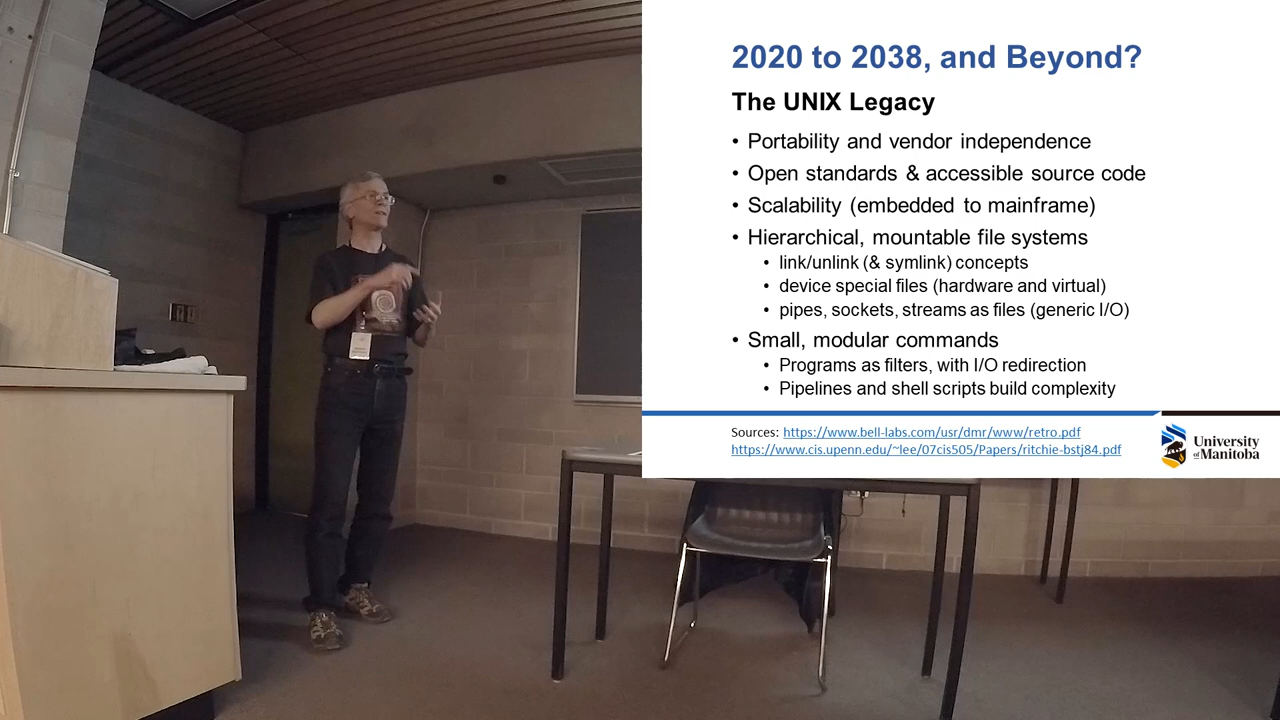 2020 to 2038, and Beyond?
The UNIX Legacy
• Portability and vendor independence
• Open standards & accessible source code
• Scalability (embedded to mainframe)
• Hierarchical, mountable file systems
• link/unlink (& symlink) concepts
• device special files (hardware and virtual)
• pipes, sockets, streams as files (generic I/O)
• Small, modular commands
• Programs as filters, with I/O redirection
• Pipelines and shell scripts build complexity
Sources: https://www.bell-labs.com/usr/dmr/www/retro.pdf
https://www.cis.upenn.edu/~lee/07cis505/Papers/ritchie-bstj84.pdf
University
of Manitoba